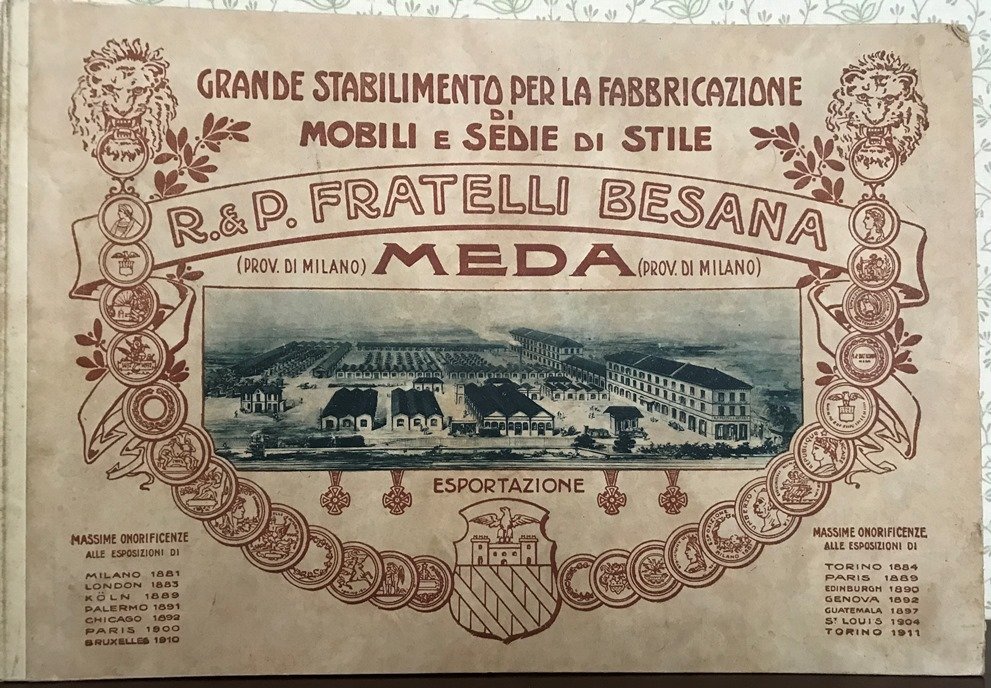 GRANDE STABILIMENTO PER LA FABBRICAZIONE
DI
MOBILI E SEDIE DI STILE
R. & P. FRATELLI BESANA
(PROV. DI MILANO) MEDA (PROV. DI MILANO)
ESPORTAZIONE
MASSIME ONORIFICENZE
ALLE ESPOSIZIONI DI
MILANO 1881
LONDON 1883
KÖLN 1889
PALERMO 1891
CHICAGO 1892
PARIS 1900
BRUXELLES 1910
MASSIME ONORIFICENZE
ALLE ESPOSIZIONI DI
TORINO 1884
PARIS 1889
EDINBURGH 1890
GENOVA 1892
GUATEMALA 1897
ST LOUIS 1904
TORINO 1911